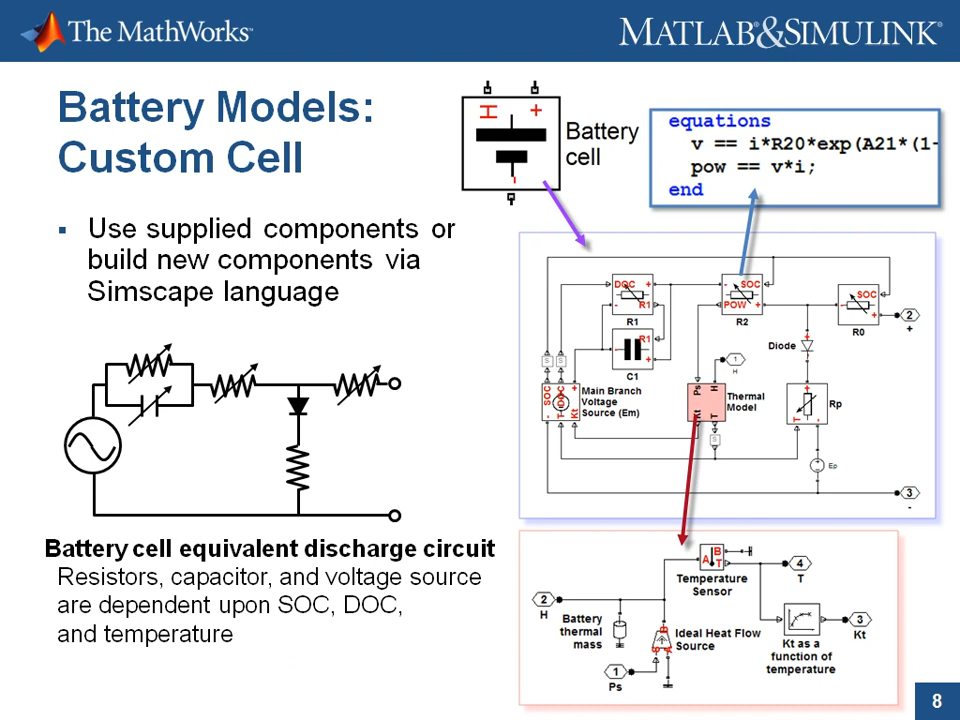 The MathWorks
MATLAB®&SIMULINK®
Battery Models:
Custom Cell
H
+
-
Battery
cell
equations
v == i*R20*exp(A21*(1-
pow == v*i;
end
▪ Use supplied components or
build new components via
Simscape language
DOC +
- R1
R1
- SOC
POW +
R2
SOC
- +
R0
2
+
R1
- +
C1
Diode
1
H
S S
SOC
DOC
+
- T Kt
Main Branch
Voltage
Source (Em)
Ps H
Kt T
Thermal
Model
S
+
T -
Rp
Ep
3
-
Battery cell equivalent discharge circuit
Resistors, capacitor, and voltage source
are dependent upon SOC, DOC,
and temperature
B
A T
Temperature
Sensor
4
T
2
H
Battery
thermal
mass
B
S A
Ideal Heat Flow
Source
1
Ps
Kt as a
function of
temperature
3
Kt
8